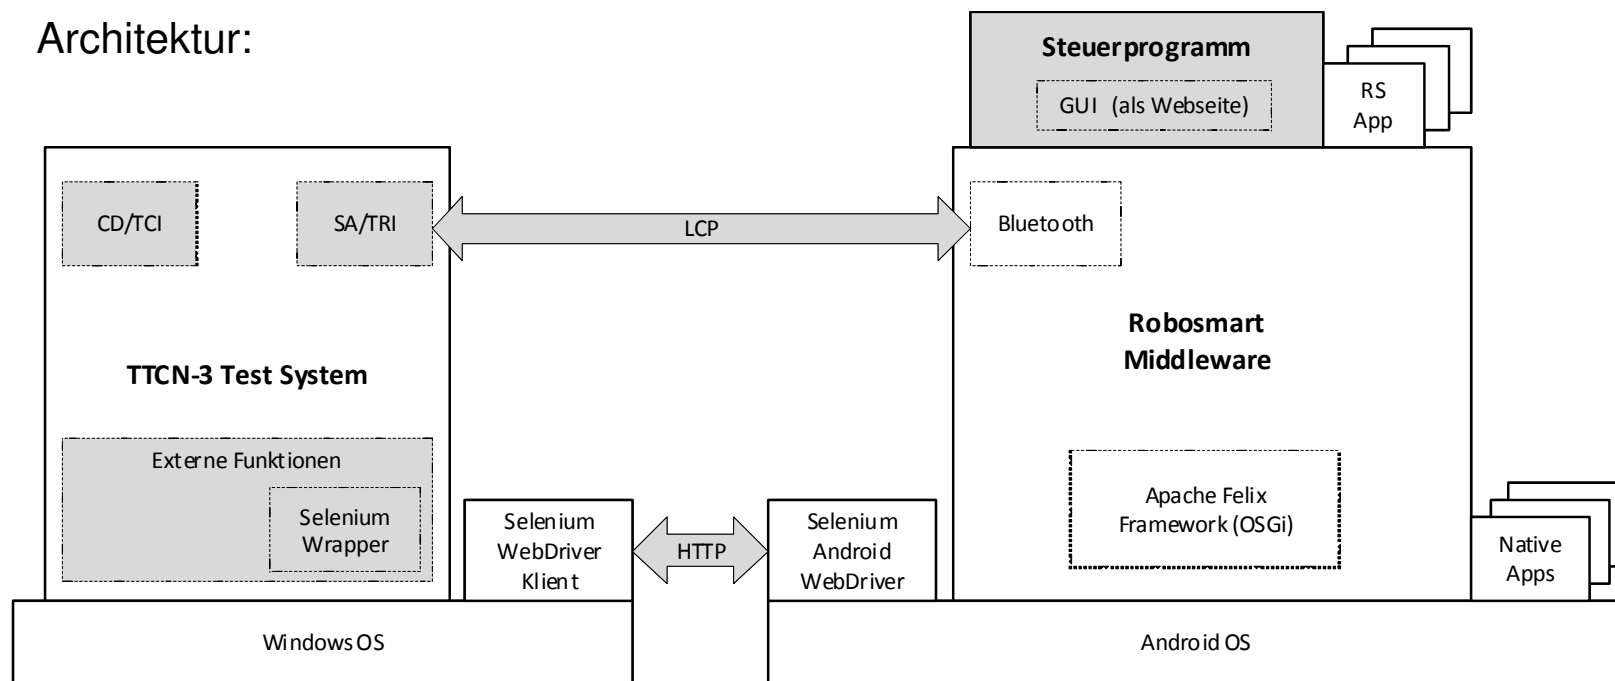 Architektur:
Steuerprogramm
GUI (als Webseite)
RS
App
CD/TCI
SA/TRI
LCP
Bluetooth
Robosmart
Middleware
TTCN-3 Test System
Externe Funktionen
Selenium
Wrapper
Selenium
WebDriver
Klient
HTTP
Selenium
Android
WebDriver
Apache Felix
Framework (OSGi)
Native
Apps
Windows OS
Android OS